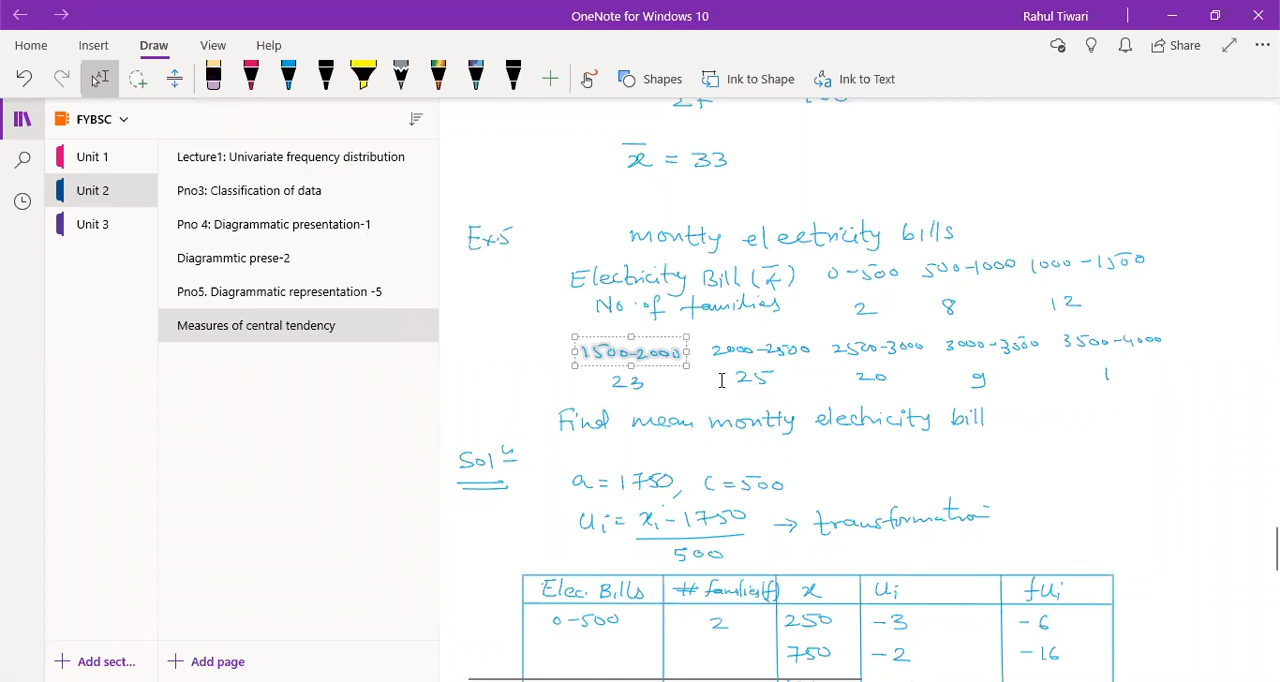 OneNote for Windows 10
Rahul Tiwari
Home Insert Draw View Help
Share
Shapes Ink to Shape Ink to Text
FYBSC
Unit 1
Unit 2
Unit 3
Lecture1: Univariate frequency distribution
Pno3: Classification of data
Pno 4: Diagrammatic presentation-1
Diagrammtic prese-2
Pno5. Diagrammatic representation -5
Measures of central tendency
Add sect...
Add page
x̄ = 33
Ex.5 montly electricity bills
Electricity Bill (₹) 0-500 500-1000 1000-1500
No. of families 2 8 12
1500-2000 2000-2500 2500-3000 3000-3500 3500-4000
23 25 20 9 1
Find mean montly electricity bill
Solⁿ
a=1750, c=500
ui = xi-1750 → transformation
500
Elec. Bills # families(f) x ui fui
0-500 2 250 -3 -6
750 -2 -16